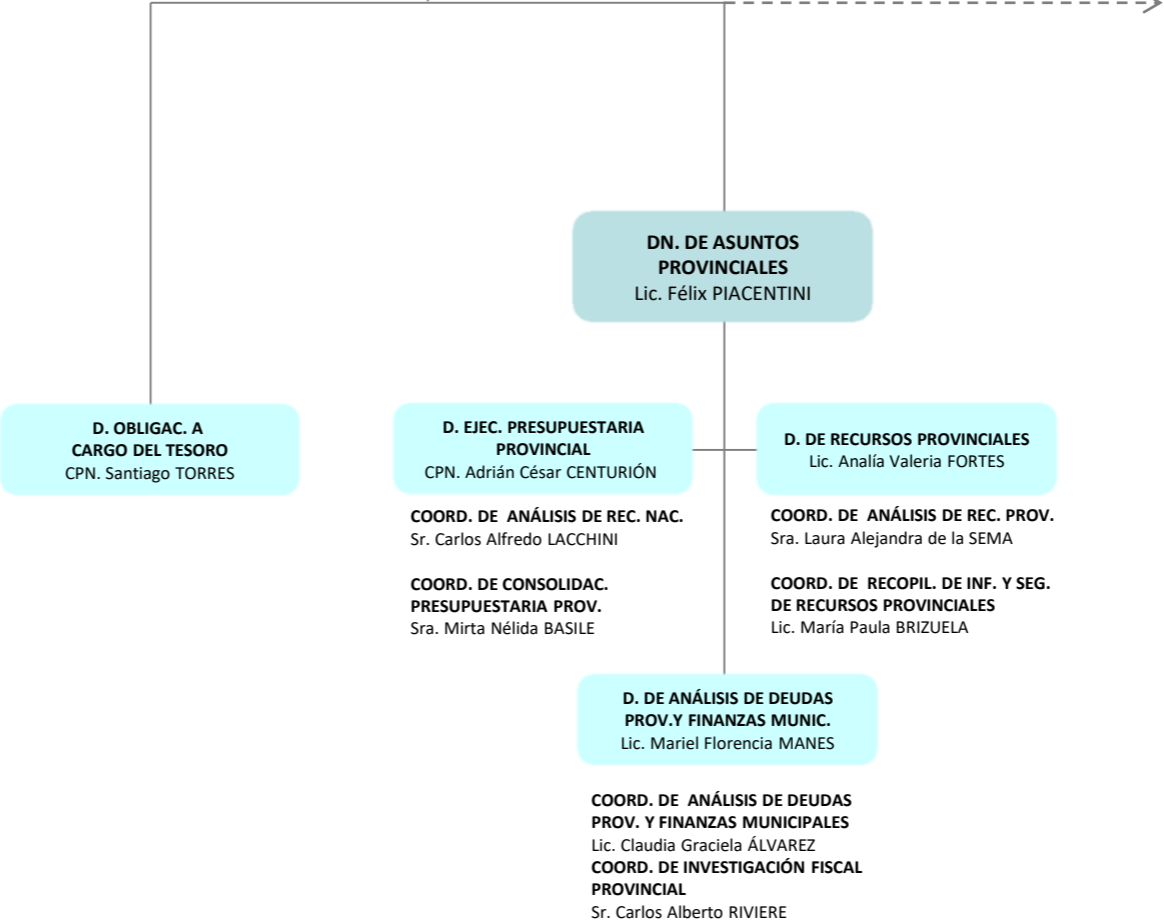 DN. DE ASUNTOS
PROVINCIALES
Lic. Félix PIACENTINI
D. OBLIGAC. A
CARGO DEL TESORO
CPN. Santiago TORRES
D. EJEC. PRESUPUESTARIA
PROVINCIAL
CPN. Adrián César CENTURIÓN
COORD. DE ANÁLISIS DE REC. NAC.
Sr. Carlos Alfredo LACCHINI
COORD. DE CONSOLIDAC.
PRESUPUESTARIA PROV.
Sra. Mirta Nélida BASILE
D. DE RECURSOS PROVINCIALES
Lic. Analía Valeria FORTES
COORD. DE ANÁLISIS DE REC. PROV.
Sra. Laura Alejandra de la SEMA
COORD. DE RECOPIL. DE INF. Y SEG.
DE RECURSOS PROVINCIALES
Lic. María Paula BRIZUELA
D. DE ANÁLISIS DE DEUDAS
PROV.Y FINANZAS MUNIC.
Lic. Mariel Florencia MANES
COORD. DE ANÁLISIS DE DEUDAS
PROV. Y FINANZAS MUNICIPALES
Lic. Claudia Graciela ÁLVAREZ
COORD. DE INVESTIGACIÓN FISCAL
PROVINCIAL
Sr. Carlos Alberto RIVIERE